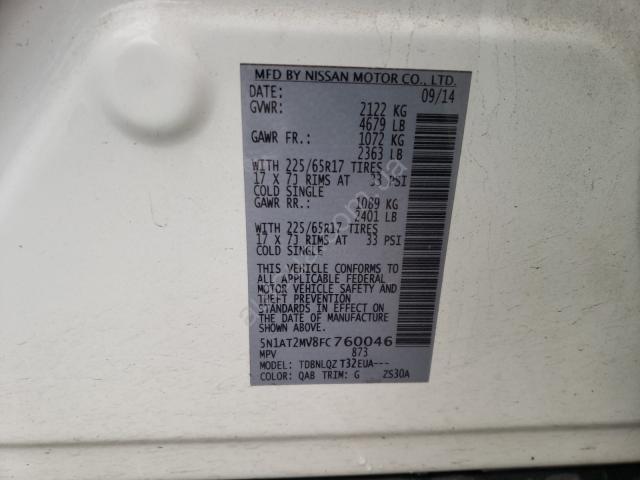 MFD BY NISSAN MOTOR CO., LTD.
DATE: 09/14
GVWR: 2122 KG
4679 LB
GAWR FR.: 1072 KG
2363 LB
WITH 225/65R17 TIRES
17 X 7J RIMS AT 33 PSI
COLD SINGLE
GAWR RR.: 1089 KG
2401 LB
WITH 225/65R17 TIRES
17 X 7J RIMS AT 33 PSI
COLD SINGLE
THIS VEHICLE CONFORMS TO
ALL APPLICABLE FEDERAL
MOTOR VEHICLE SAFETY AND
THEFT PREVENTION
STANDARDS IN EFFECT ON
THE DATE OF MANUFACTURE
SHOWN ABOVE.
5N1AT2MV8FC760046
MPV 873
MODEL: TDBNLQZ T32EUA---
COLOR: QAB TRIM: G ZS30A